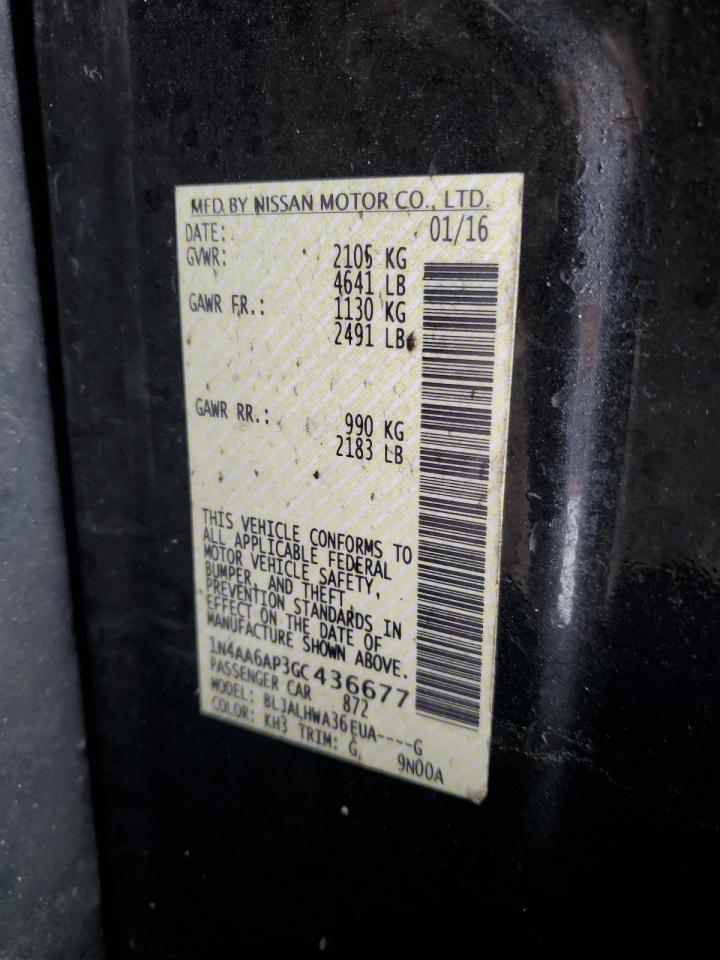 MFD. BY NISSAN MOTOR CO., LTD.
DATE: 01/16
GVWR: 2105 KG
4641 LB
GAWR FR.: 1130 KG
2491 LB
GAWR RR.: 990 KG
2183 LB
THIS VEHICLE CONFORMS TO
ALL APPLICABLE FEDERAL
MOTOR VEHICLE SAFETY,
BUMPER, AND THEFT
PREVENTION STANDARDS IN
EFFECT ON THE DATE OF
MANUFACTURE SHOWN ABOVE.
1N4AA6AP3GC436677
PASSENGER CAR 872
MODEL: BLJALHWA36EUA----G
COLOR: KH3 TRIM: G 9N00A